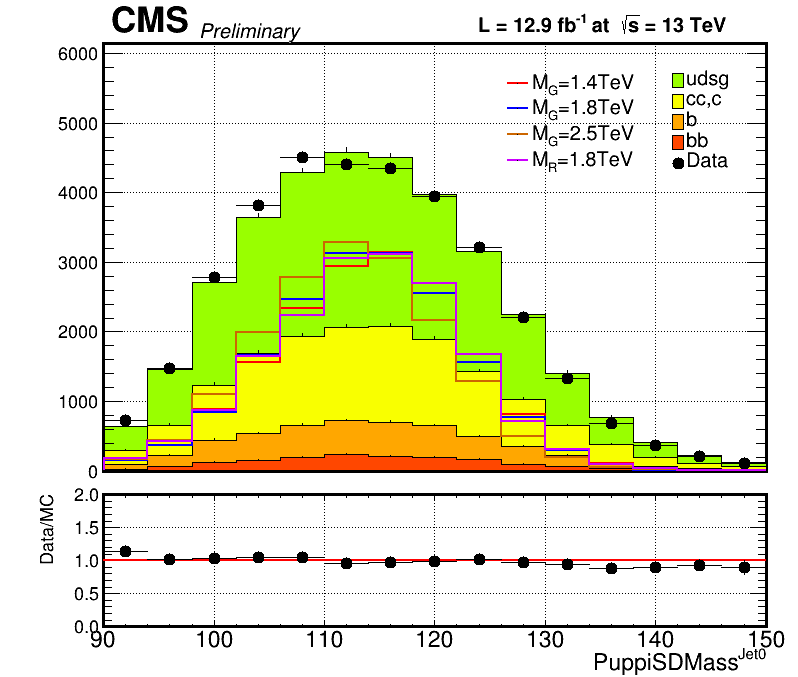 CMS Preliminary L = 12.9 fb⁻¹ at √s = 13 TeV
6000
5000
4000
3000
2000
1000
0
M_G=1.4TeV
M_G=1.8TeV
M_G=2.5TeV
M_R=1.8TeV
udsg
cc,c
b
bb
Data
Data/MC
2.0
1.5
1.0
0.5
0.0
90 100 110 120 130 140 150
PuppiSDMass^Jet0